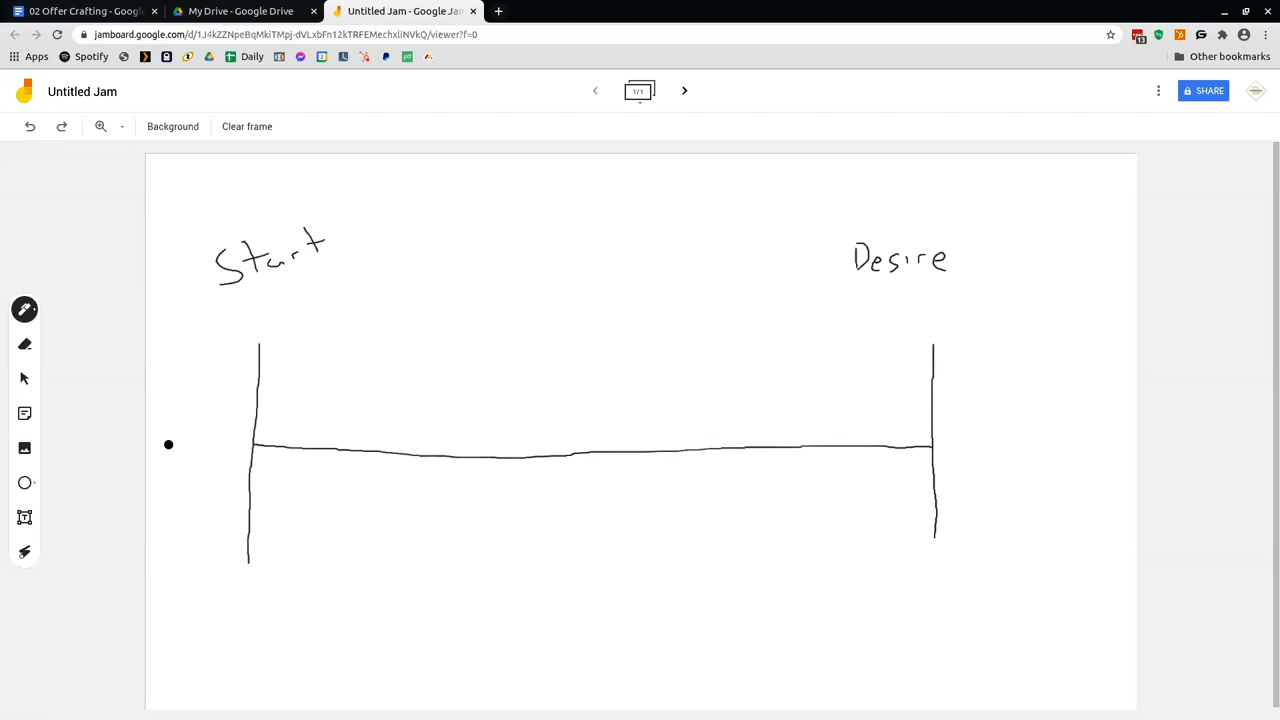 02 Offer Crafting - Goog
My Drive - Google Drive
Untitled Jam - Google Ja
jamboard.google.com/d/1J4kZZNpeBqMkiTMpj-dVLxbFn12kTRFEMechxliNVkQ/viewer?f=0
Apps
Spotify
Daily
Other bookmarks
Untitled Jam
1/1
SHARE
Background
Clear frame
Start
Desire